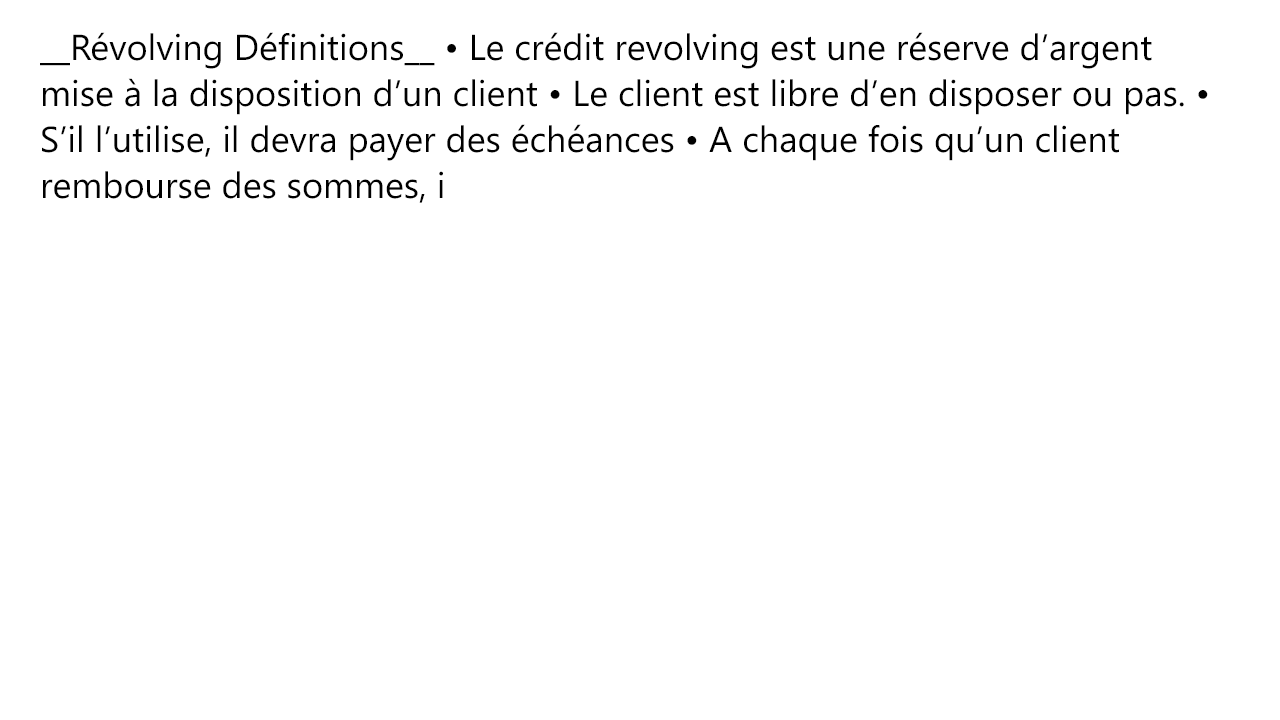 __Révolving Définitions__ • Le crédit revolving est une réserve d’argent
mise à la disposition d’un client • Le client est libre d’en disposer ou pas. •
S’il l’utilise, il devra payer des échéances • A chaque fois qu’un client
rembourse des sommes, i